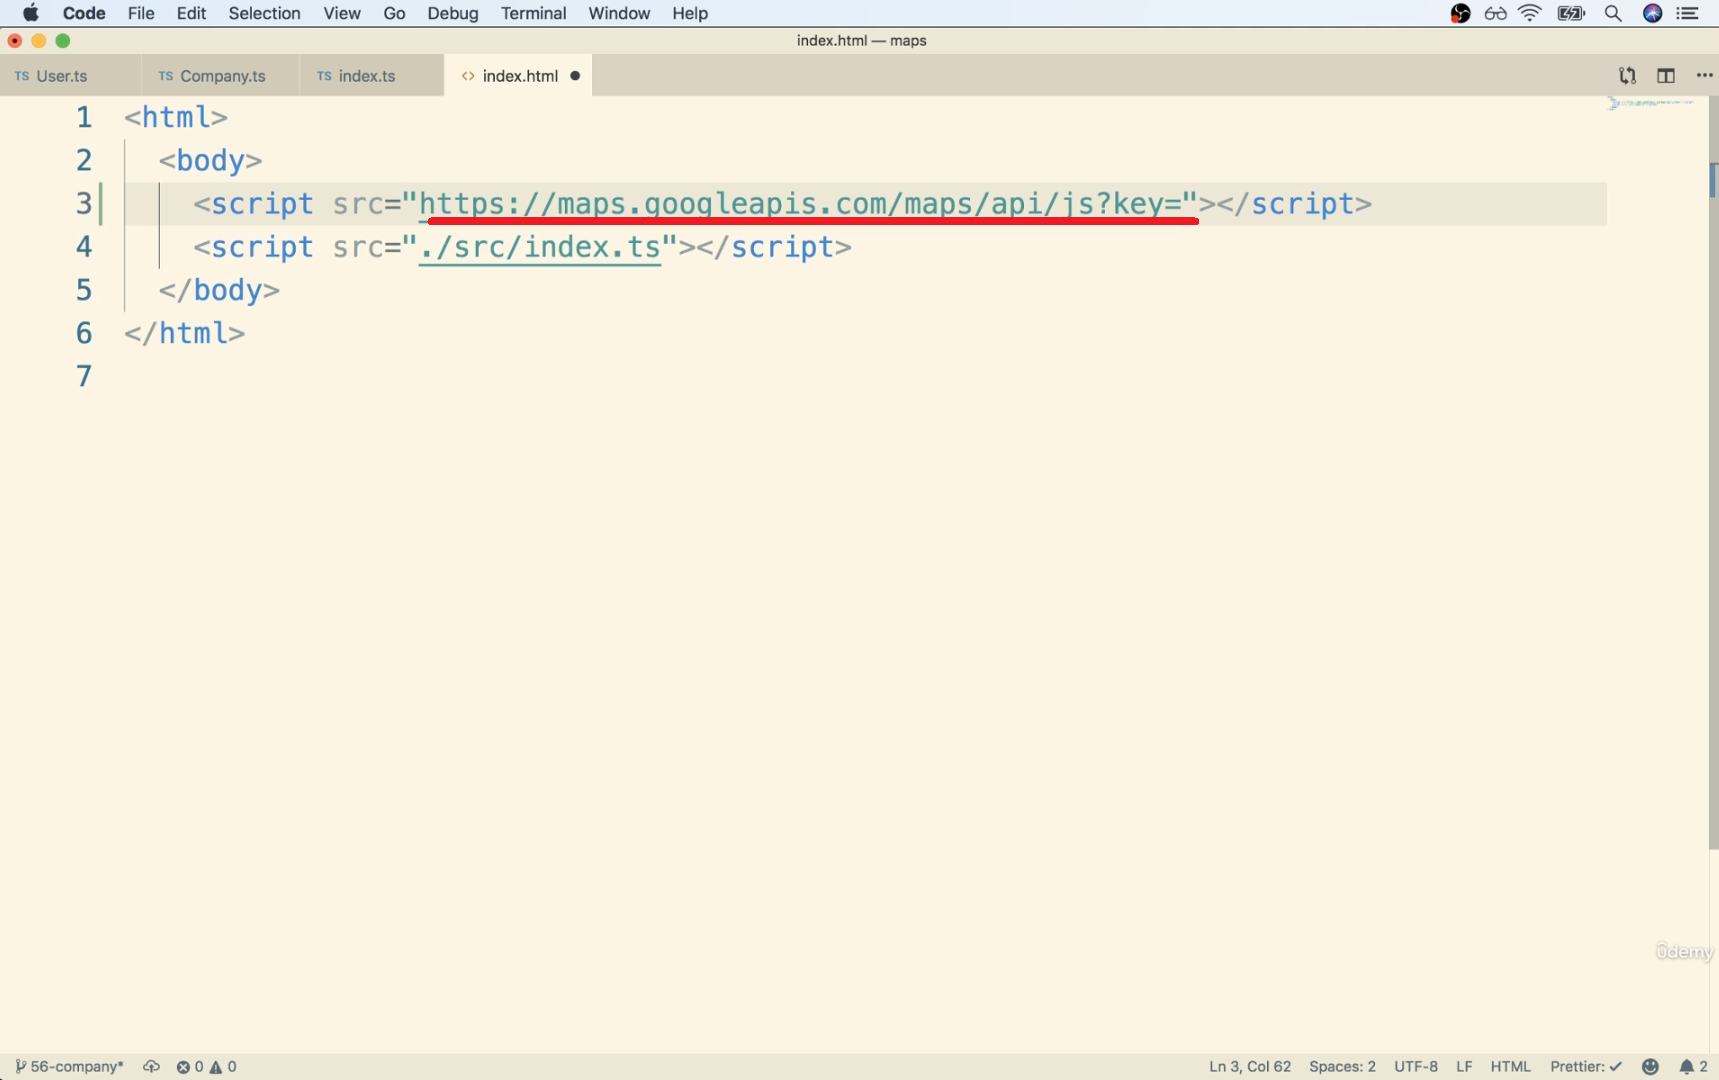 Code File Edit Selection View Go Debug Terminal Window Help
index.html — maps
TS User.ts TS Company.ts TS index.ts <> index.html
1 <html>
2 <body>
3 <script src="https://maps.googleapis.com/maps/api/js?key="></script>
4 <script src="./src/index.ts"></script>
5 </body>
6 </html>
7
ûdemy
56-company* 0 0 Ln 3, Col 62 Spaces: 2 UTF-8 LF HTML Prettier: ✓ 2